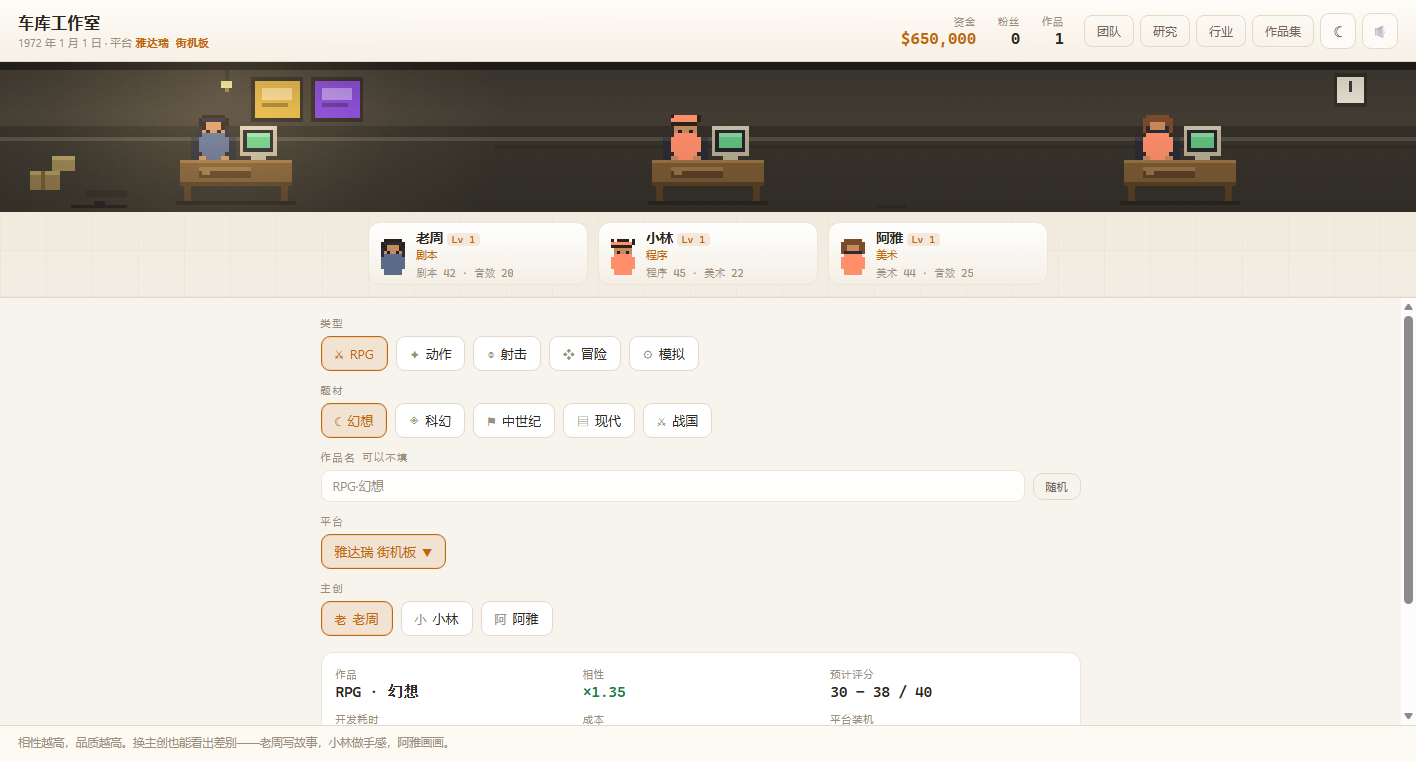 车库工作室
1972 年 1 月 1 日 · 平台 雅达瑞 街机板
资金 粉丝 作品
$650,000 0 1
团队 研究 行业 作品集
老周 Lv 1
剧本
剧本 42 · 音效 20
小林 Lv 1
程序
程序 45 · 美术 22
阿雅 Lv 1
美术
美术 44 · 音效 25
类型
RPG 动作 射击 冒险 模拟
题材
幻想 科幻 中世纪 现代 战国
作品名 可以不填
RPG·幻想 随机
平台
雅达瑞 街机板 ▼
主创
老 老周 小 小林 阿 阿雅
作品 相性 预计评分
RPG · 幻想 ×1.35 30 – 38 / 40
开发耗时 成本 平台装机
相性越高，品质越高。换主创也能看出差别——老周写故事，小林做手感，阿雅画画。